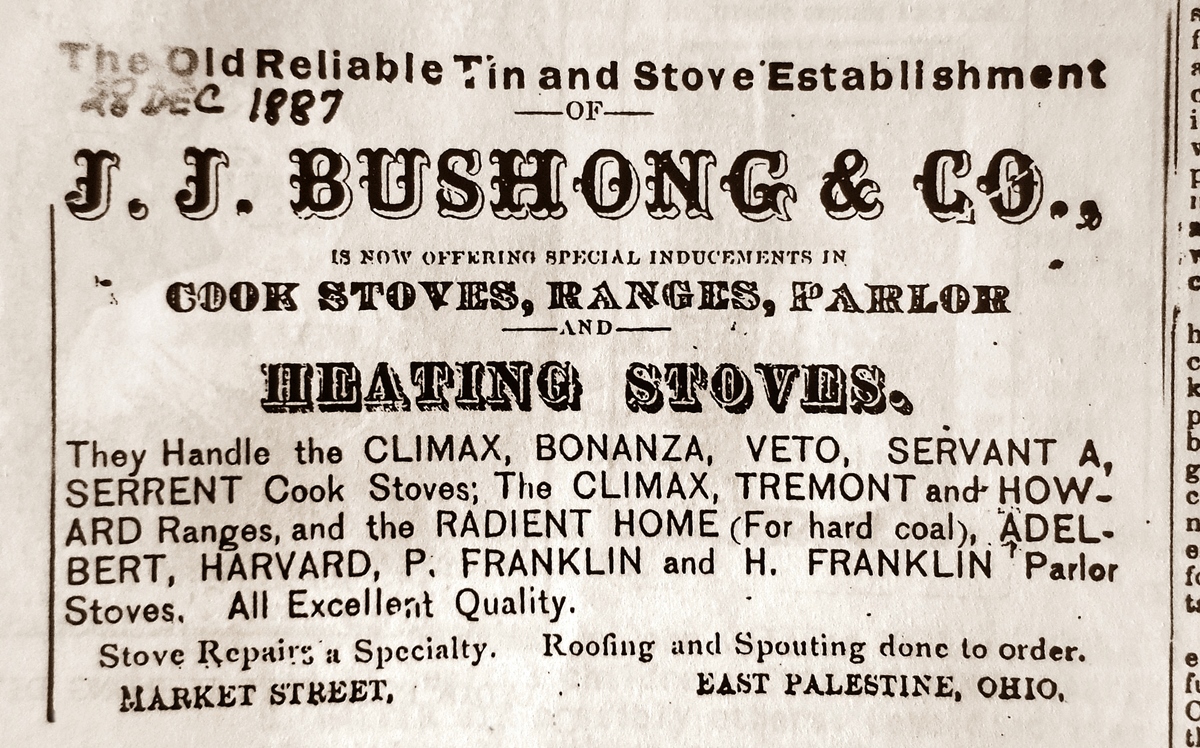 The Old Reliable Tin and Stove Establishment
28 DEC 1887
OF
J. J. BUSHONG & CO.,
IS NOW OFFERING SPECIAL INDUCEMENTS IN
COOK STOVES, RANGES, PARLOR
AND
HEATING STOVES.
They Handle the CLIMAX, BONANZA, VETO, SERVANT A,
SERRENT Cook Stoves; The CLIMAX, TREMONT and HOW-
ARD Ranges, and the RADIENT HOME (For hard coal), ADEL-
BERT, HARVARD, P. FRANKLIN and H. FRANKLIN Parlor
Stoves. All Excellent Quality.
Stove Repairs a Specialty. Roofing and Spouting done to order.
MARKET STREET, EAST PALESTINE, OHIO.